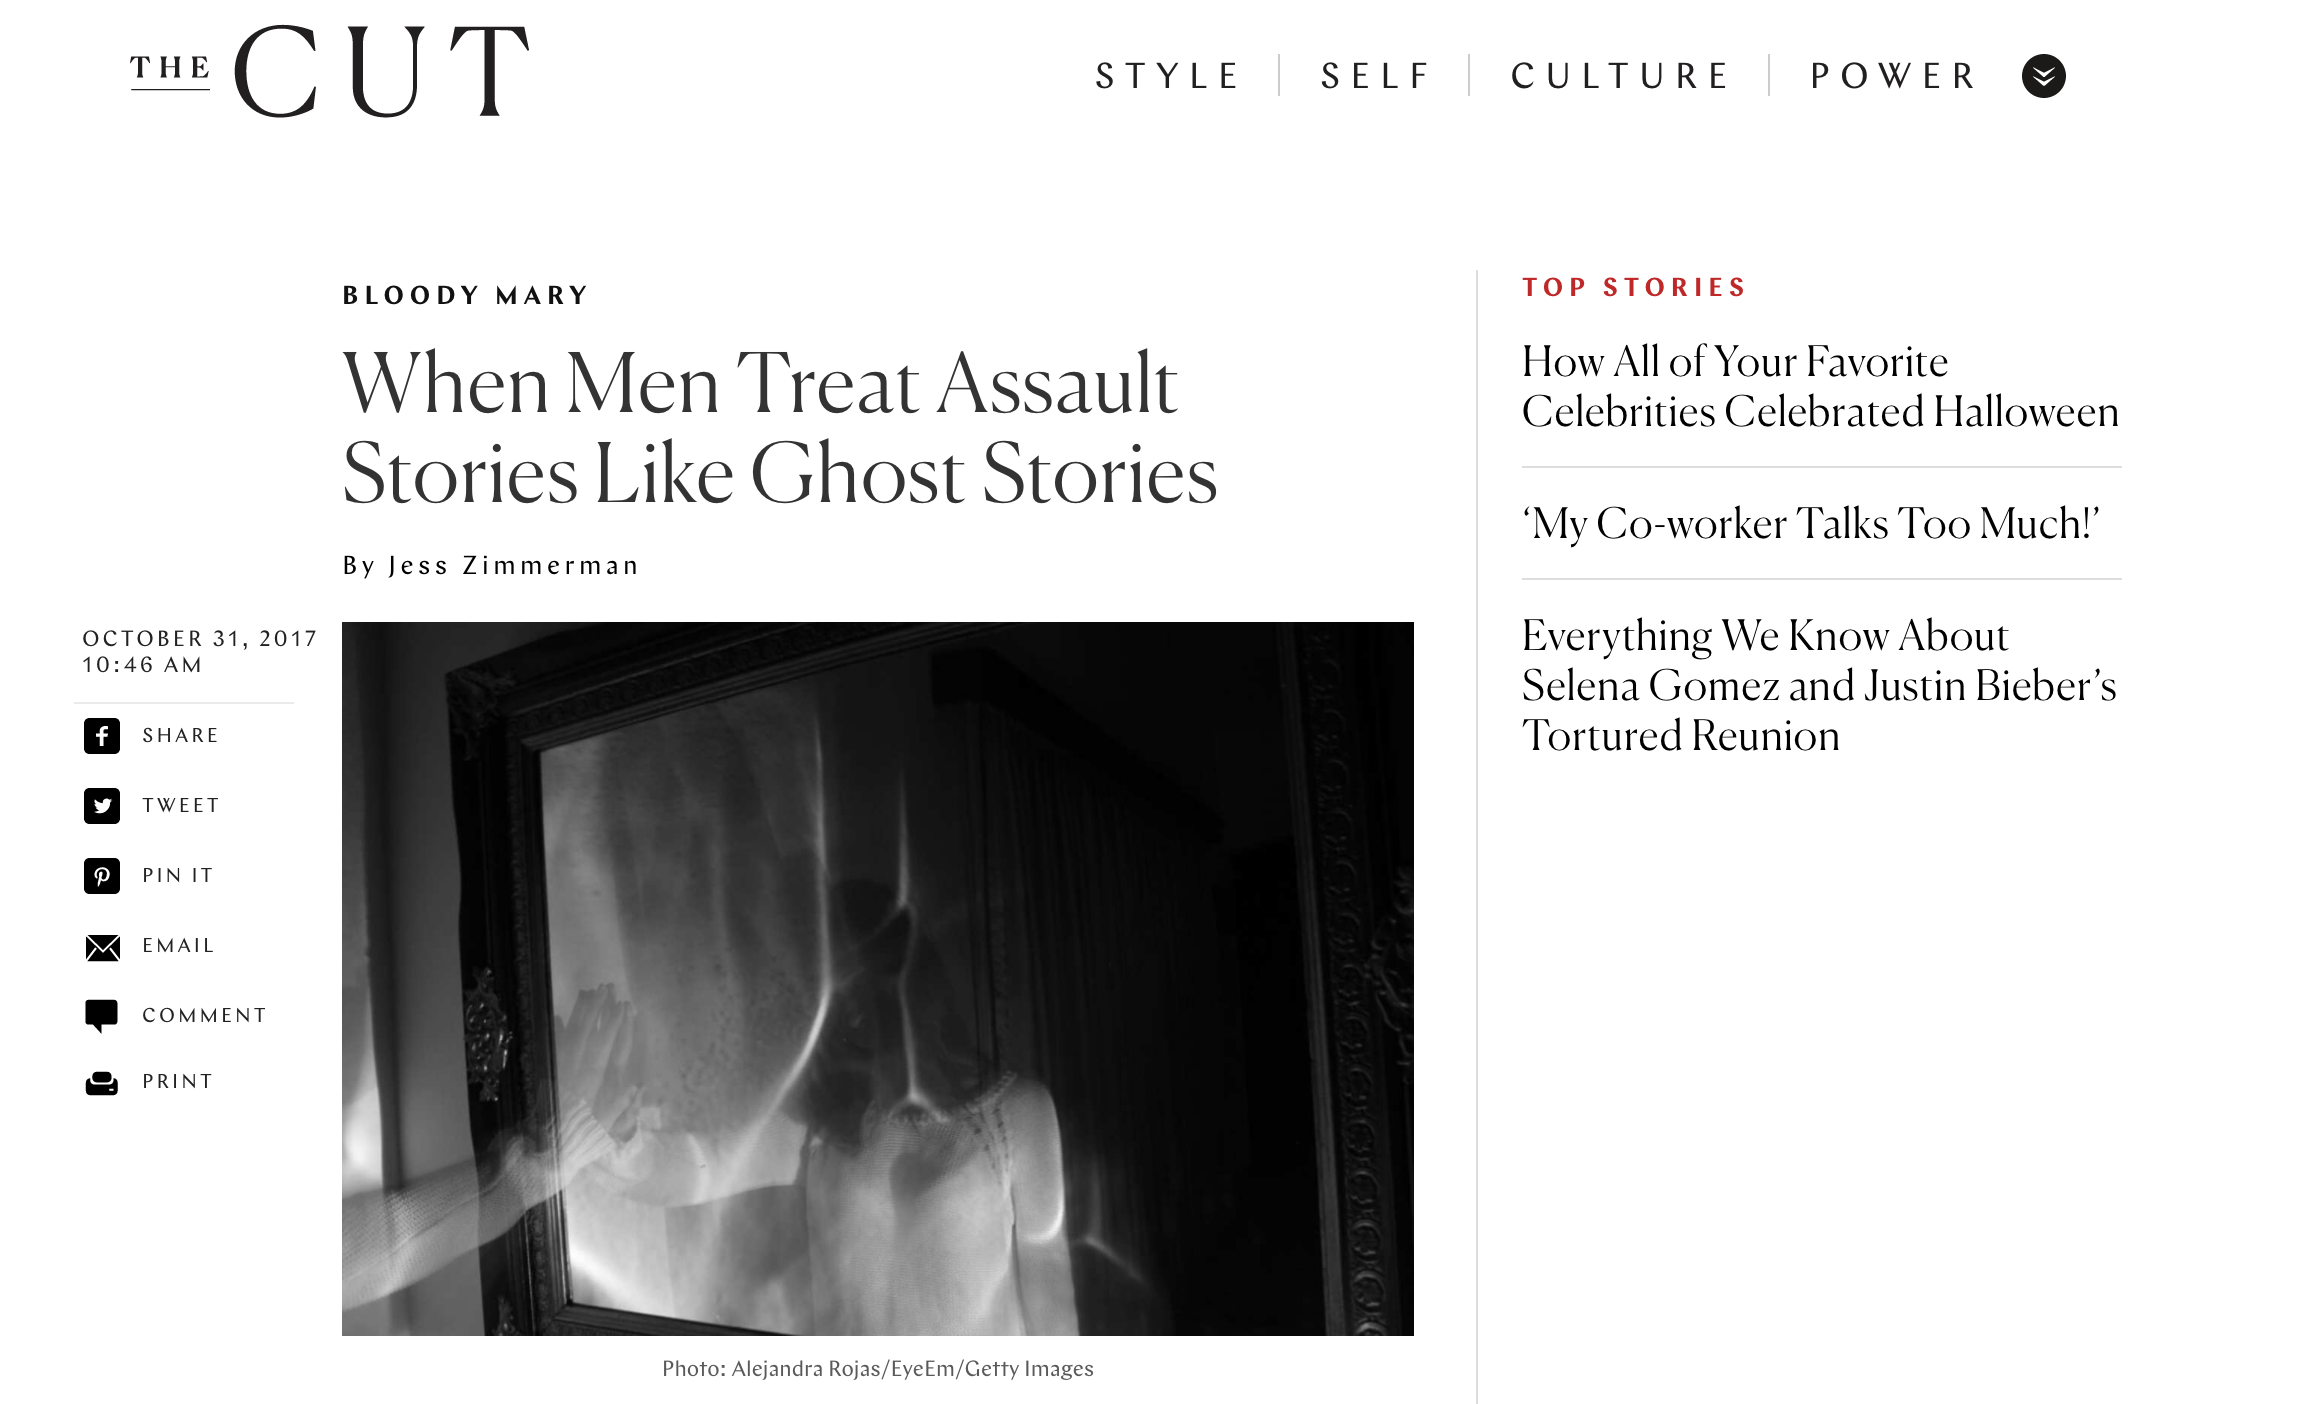 THE CUT
STYLE
SELF
CULTURE
POWER
BLOODY MARY
When Men Treat Assault
Stories Like Ghost Stories
By Jess Zimmerman
OCTOBER 31, 2017
10:46 AM
SHARE
TWEET
PIN IT
EMAIL
COMMENT
PRINT
Photo: Alejandra Rojas/EyeEm/Getty Images
TOP STORIES
How All of Your Favorite
Celebrities Celebrated Halloween
‘My Co-worker Talks Too Much!’
Everything We Know About
Selena Gomez and Justin Bieber’s
Tortured Reunion